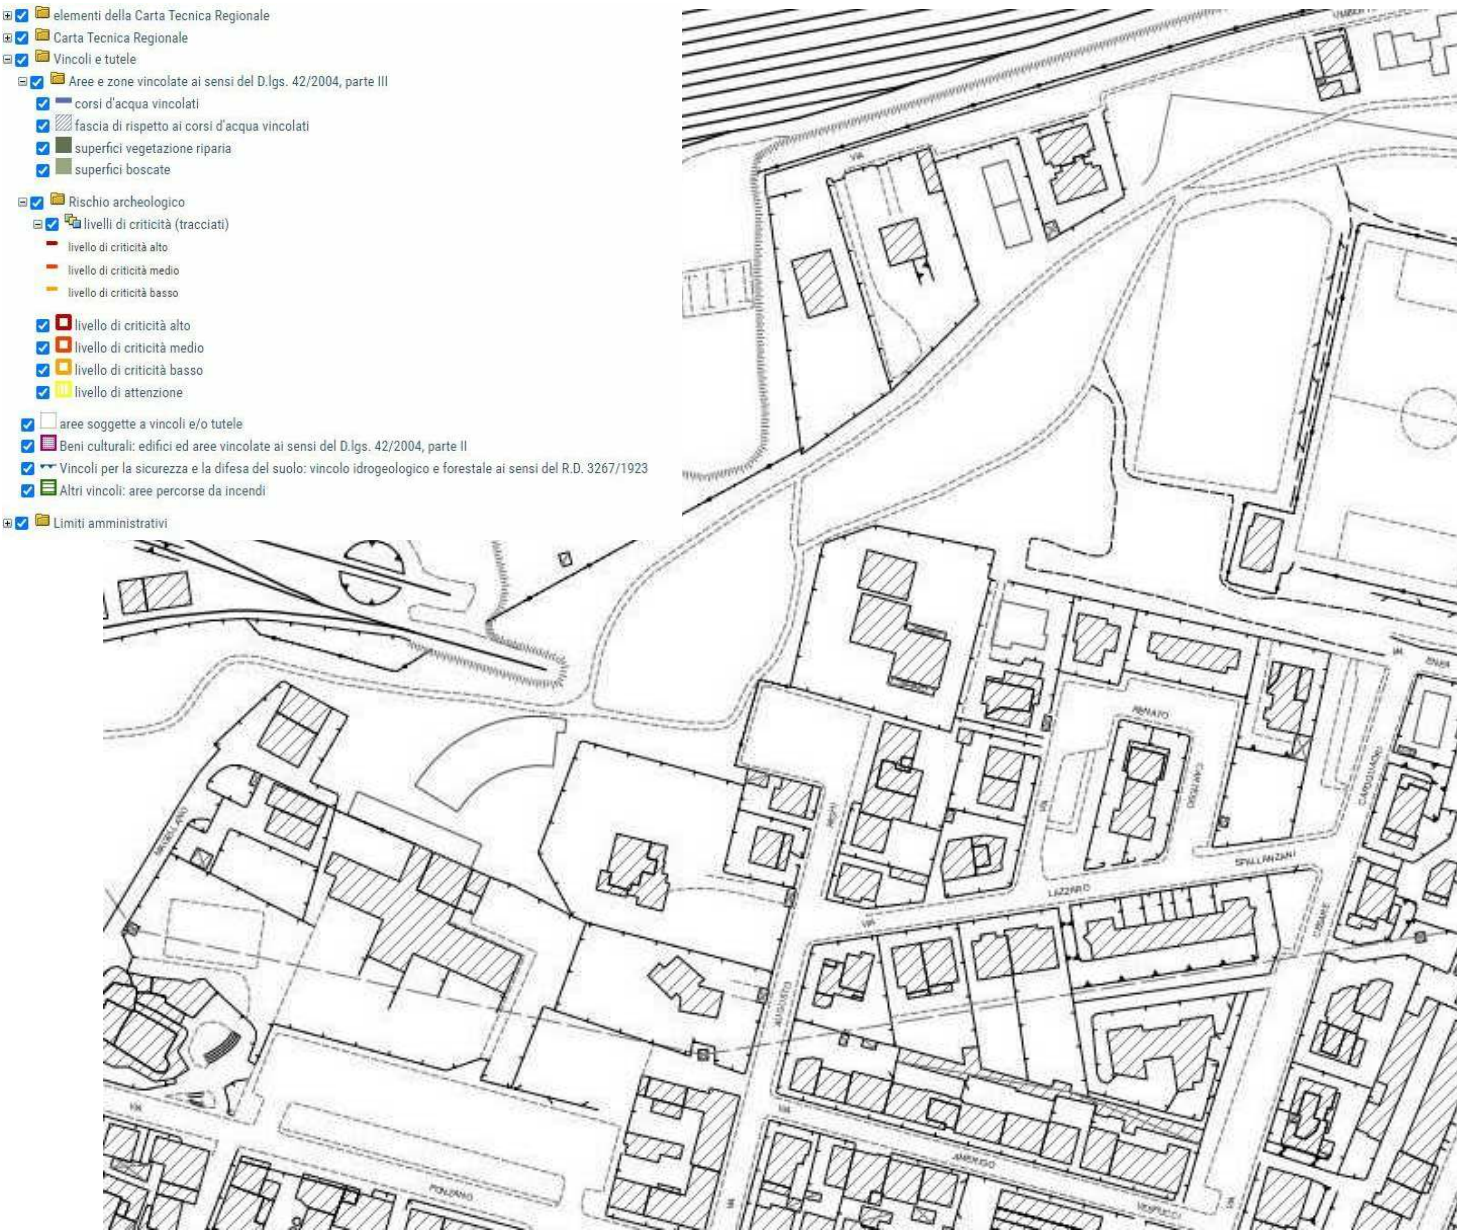 elementi della Carta Tecnica Regionale
Carta Tecnica Regionale
Vincoli e tutele
Aree e zone vincolate ai sensi del D.lgs. 42/2004, parte III
corsi d'acqua vincolati
fascia di rispetto ai corsi d'acqua vincolati
superfici vegetazione riparia
superfici boscate
Rischio archeologico
livelli di criticità (tracciati)
livello di criticità alto
livello di criticità medio
livello di criticità basso
livello di criticità alto
livello di criticità medio
livello di criticità basso
livello di attenzione
aree soggette a vincoli e/o tutele
Beni culturali: edifici ed aree vincolate ai sensi del D.lgs. 42/2004, parte II
Vincoli per la sicurezza e la difesa del suolo: vincolo idrogeologico e forestale ai sensi del R.D. 3267/1923
Altri vincoli: aree percorse da incendi
Limiti amministrativi
VIA
VIA
RENATO
CARTESIO
VIA
RIGHI
SPALLANZANI
LAZZARO
VIA
AUGUSTO
VIA
VIA
AMERIGO
VESPUCCI
PONZANO
VIA
VIA